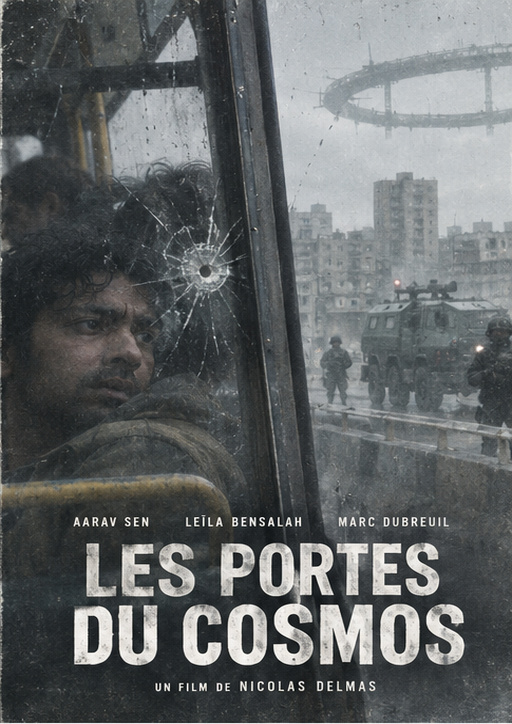 AARAV SEN LEÏLA BENSALAH MARC DUBREUIL
LES PORTES
DU COSMOS
UN FILM DE NICOLAS DELMAS